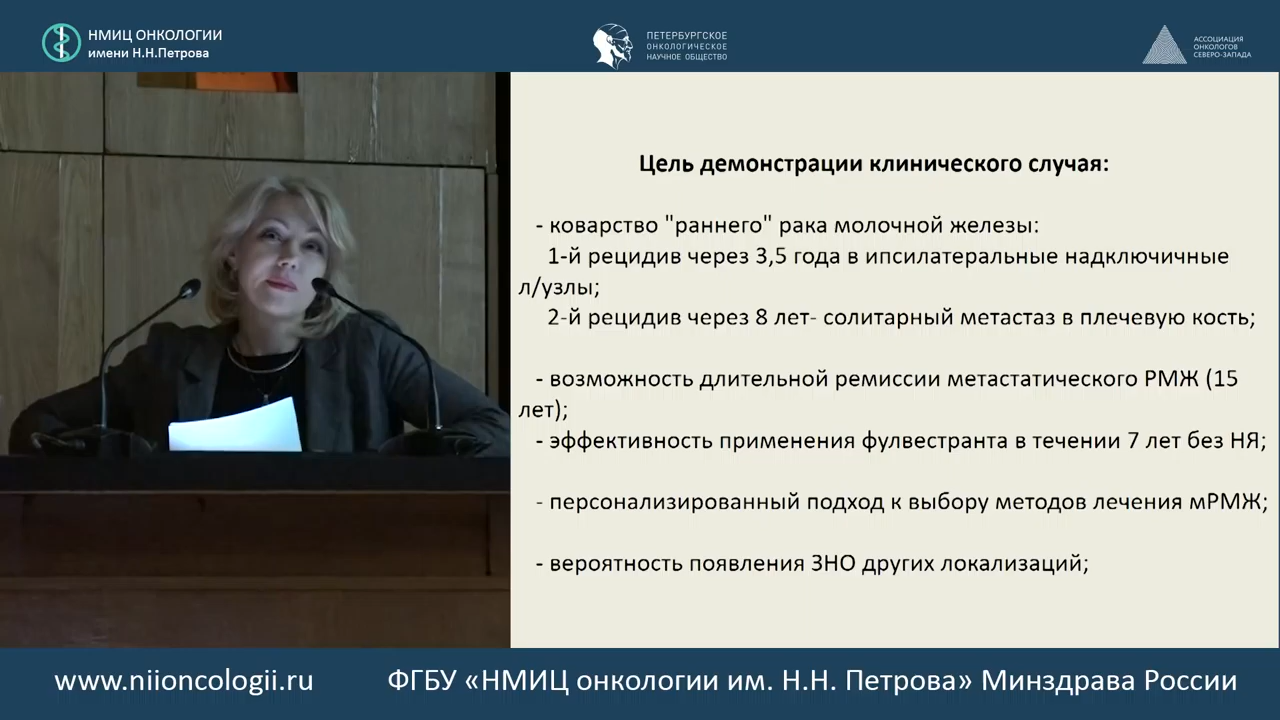 НМИЦ ОНКОЛОГИИ
имени Н.Н.Петрова
ПЕТЕРБУРГСКОЕ
ОНКОЛОГИЧЕСКОЕ
НАУЧНОЕ ОБЩЕСТВО
АССОЦИАЦИЯ
ОНКОЛОГОВ
СЕВЕРО-ЗАПАДА
Цель демонстрации клинического случая:
- коварство "раннего" рака молочной железы:
1-й рецидив через 3,5 года в ипсилатеральные надключичные
л/узлы;
2-й рецидив через 8 лет- солитарный метастаз в плечевую кость;
- возможность длительной ремиссии метастатического РМЖ (15
лет);
- эффективность применения фулвестранта в течении 7 лет без НЯ;
- персонализированный подход к выбору методов лечения мРМЖ;
- вероятность появления ЗНО других локализаций;
www.niioncologii.ru
ФГБУ «НМИЦ онкологии им. Н.Н. Петрова» Минздрава России